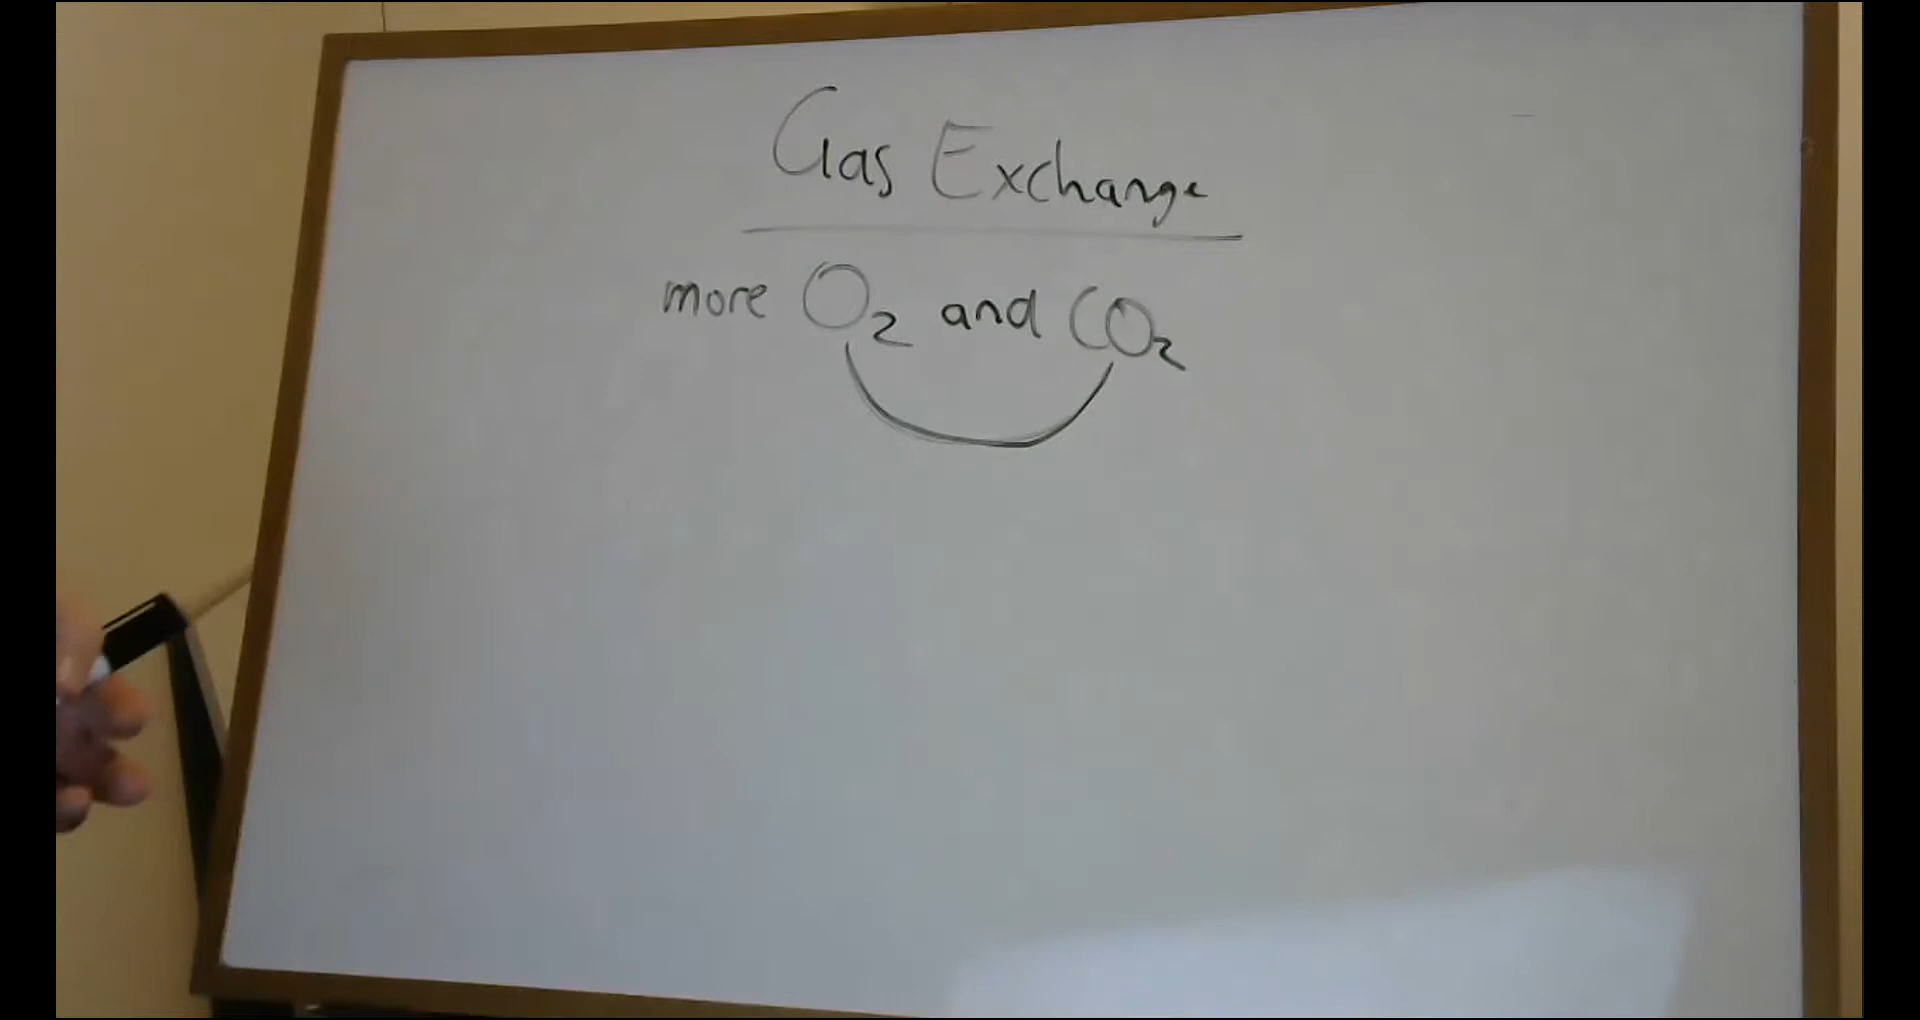 Gas Exchange
more O₂ and CO₂